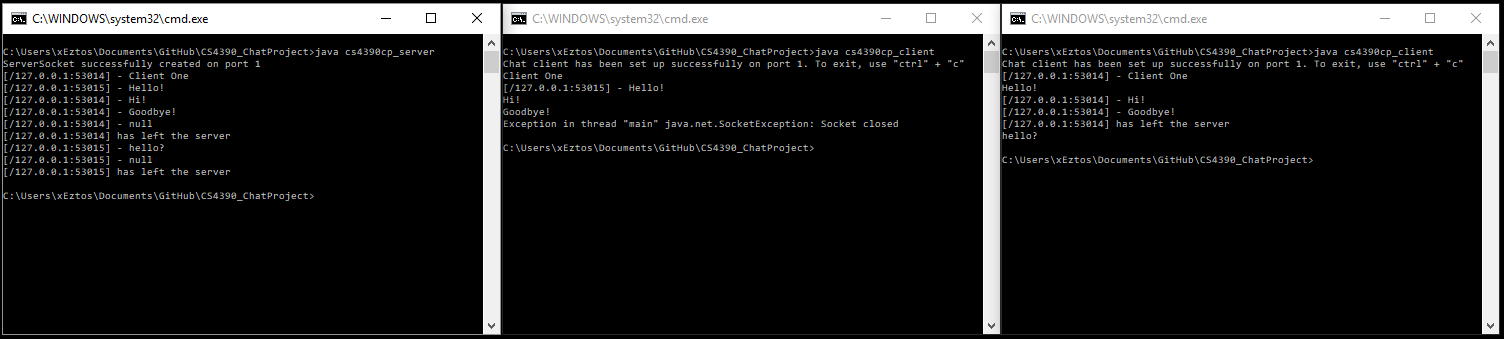 C:\WINDOWS\system32\cmd.exe
C:\Users\xEztos\Documents\GitHub\CS4390_ChatProject>java cs4390cp_server
ServerSocket successfully created on port 1
[/127.0.0.1:53014] - Client One
[/127.0.0.1:53015] - Hello!
[/127.0.0.1:53014] - Hi!
[/127.0.0.1:53014] - Goodbye!
[/127.0.0.1:53014] - null
[/127.0.0.1:53014] has left the server
[/127.0.0.1:53015] - hello?
[/127.0.0.1:53015] - null
[/127.0.0.1:53015] has left the server
C:\Users\xEztos\Documents\GitHub\CS4390_ChatProject>
C:\WINDOWS\system32\cmd.exe
C:\Users\xEztos\Documents\GitHub\CS4390_ChatProject>java cs4390cp_client
Chat client has been set up successfully on port 1. To exit, use "ctrl" + "c"
Client One
[/127.0.0.1:53015] - Hello!
Hi!
Goodbye!
Exception in thread "main" java.net.SocketException: Socket closed
C:\Users\xEztos\Documents\GitHub\CS4390_ChatProject>
C:\WINDOWS\system32\cmd.exe
C:\Users\xEztos\Documents\GitHub\CS4390_ChatProject>java cs4390cp_client
Chat client has been set up successfully on port 1. To exit, use "ctrl" + "c"
[/127.0.0.1:53014] - Client One
Hello!
[/127.0.0.1:53014] - Hi!
[/127.0.0.1:53014] - Goodbye!
[/127.0.0.1:53014] has left the server
hello?
C:\Users\xEztos\Documents\GitHub\CS4390_ChatProject>